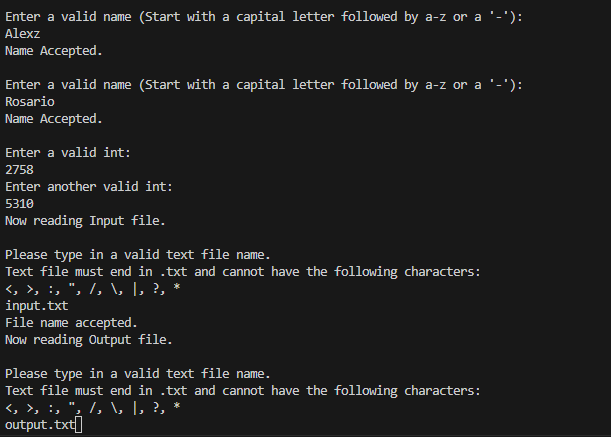 Enter a valid name (Start with a capital letter followed by a-z or a '-'):
Alexz
Name Accepted.
Enter a valid name (Start with a capital letter followed by a-z or a '-'):
Rosario
Name Accepted.
Enter a valid int:
2758
Enter another valid int:
5310
Now reading Input file.
Please type in a valid text file name.
Text file must end in .txt and cannot have the following characters:
<, >, :, ", /, \, |, ?, *
input.txt
File name accepted.
Now reading Output file.
Please type in a valid text file name.
Text file must end in .txt and cannot have the following characters:
<, >, :, ", /, \, |, ?, *
output.txt